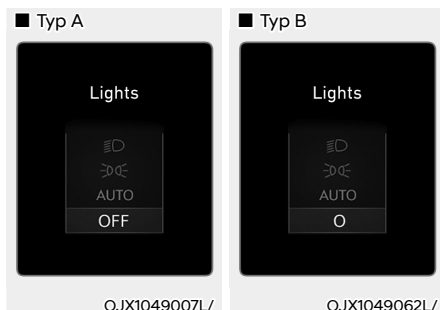 ■ Typ A
■ Typ B
Lights
AUTO
OFF
Lights
AUTO
O
OJX1049007L/
OJX1049062L/